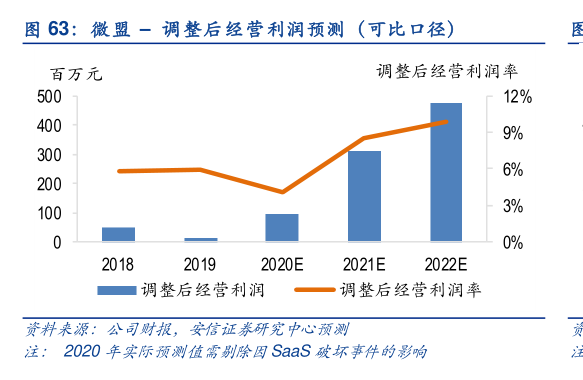 图 63：微盟 – 调整后经营利润预测（可比口径）
百万元
调整后经营利润率
500
400
300
200
100
0
12%
9%
6%
3%
0%
2018 2019 2020E 2021E 2022E
调整后经营利润 调整后经营利润率
资料来源：公司财报，安信证券研究中心预测
注： 2020 年实际预测值需剔除因 SaaS 破坏事件的影响